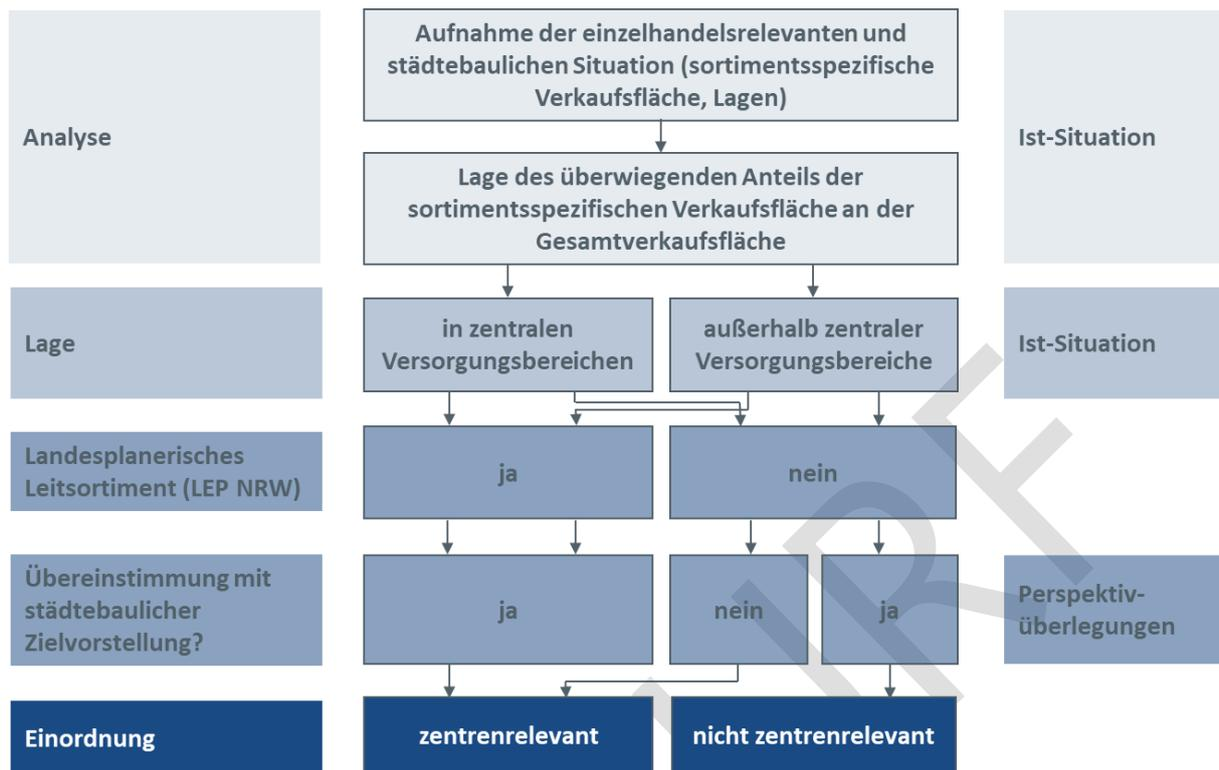 Analyse
Aufnahme der einzelhandelsrelevanten und
städtebaulichen Situation (sortimentsspezifische
Verkaufsfläche, Lagen)
Lage des überwiegenden Anteils der
sortimentsspezifischen Verkaufsfläche an der
Gesamtverkaufsfläche
Ist-Situation
Lage
in zentralen
Versorgungsbereichen
außerhalb zentraler
Versorgungsbereiche
Ist-Situation
Landesplanerisches
Leitsortiment (LEP NRW)
ja
nein
Übereinstimmung mit
städtebaulicher
Zielvorstellung?
ja
nein
ja
Perspektiv-
überlegungen
Einordnung
zentrenrelevant
nicht zentrenrelevant